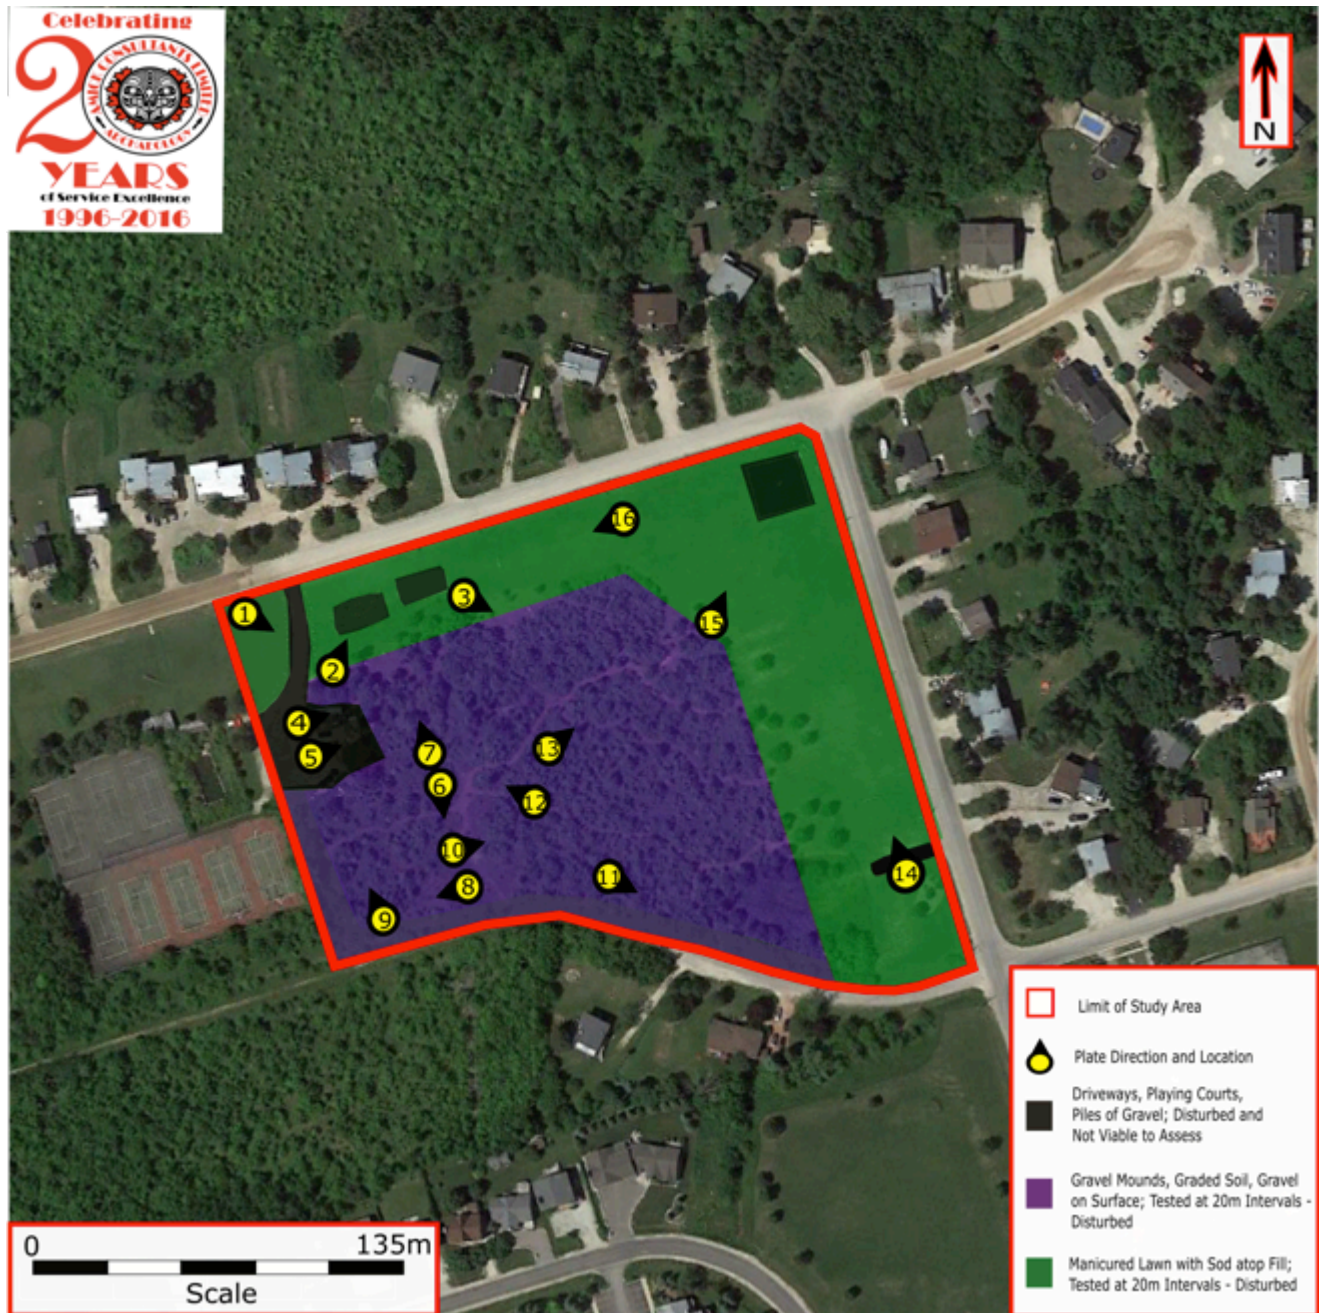 Celebrating
20
AMICK CONSULTANTS LIMITED
ARCHAEOLOGY
YEARS
of Service Excellence
1996-2016
N
16
3
1
15
2
4
5
7
13
6
12
10
14
11
8
9
Limit of Study Area
Plate Direction and Location
Driveways, Playing Courts,
Piles of Gravel; Disturbed and
Not Viable to Assess
Gravel Mounds, Graded Soil, Gravel
on Surface; Tested at 20m Intervals -
Disturbed
Manicured Lawn with Sod atop Fill;
Tested at 20m Intervals - Disturbed
0 135m
Scale